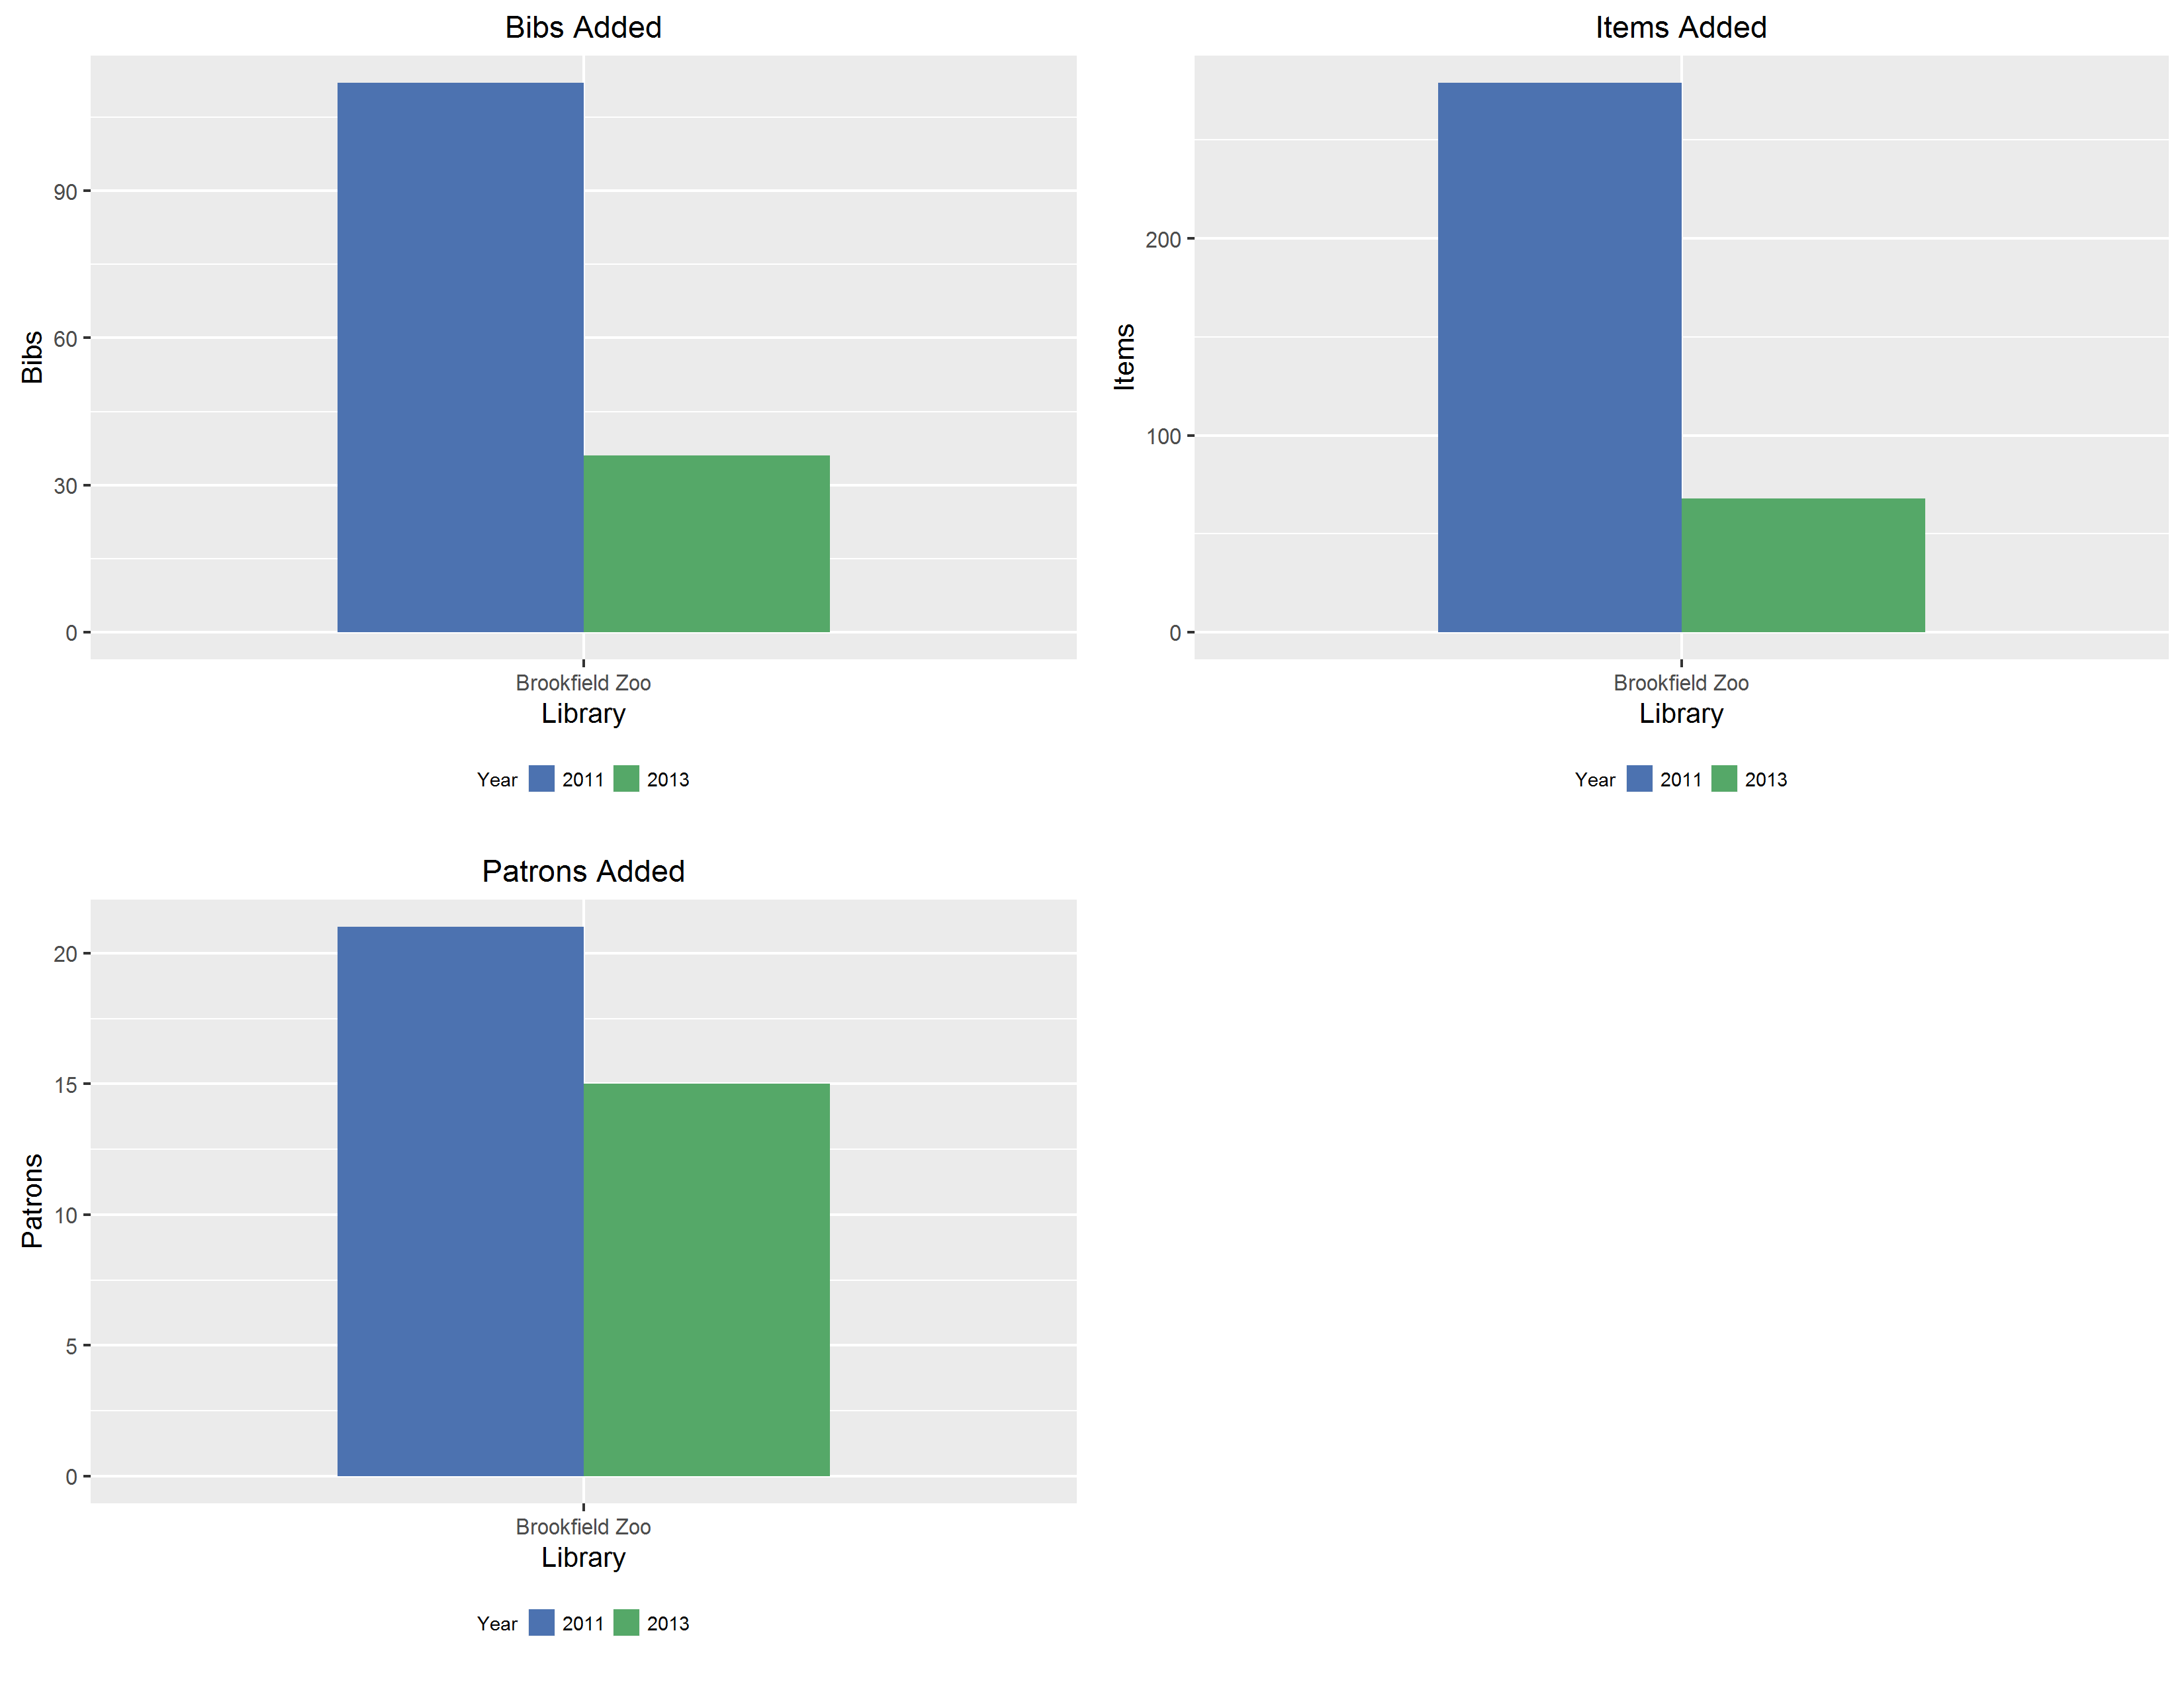 Bibs Added
Bibs
90
60
30
0
Brookfield Zoo
Library
Year 2011 2013
Items Added
Items
200
100
0
Brookfield Zoo
Library
Year 2011 2013
Patrons Added
Patrons
20
15
10
5
0
Brookfield Zoo
Library
Year 2011 2013